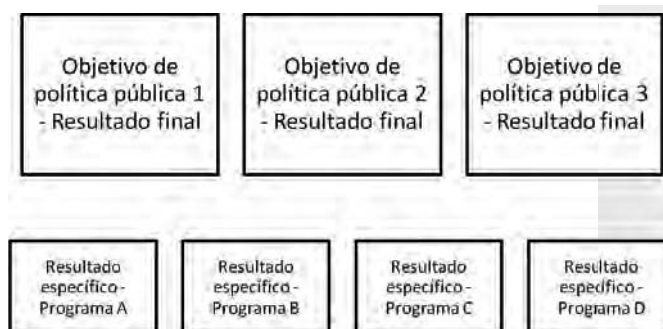 Objetivo de
política pública 1
- Resultado final
Objetivo de
política pública 2
- Resultado final
Objetivo de
política pública 3
- Resultado final
Resultado
específico -
Programa A
Resultado
específico -
Programa B
Resultado
específico -
Programa C
Resultado
específico -
Programa D